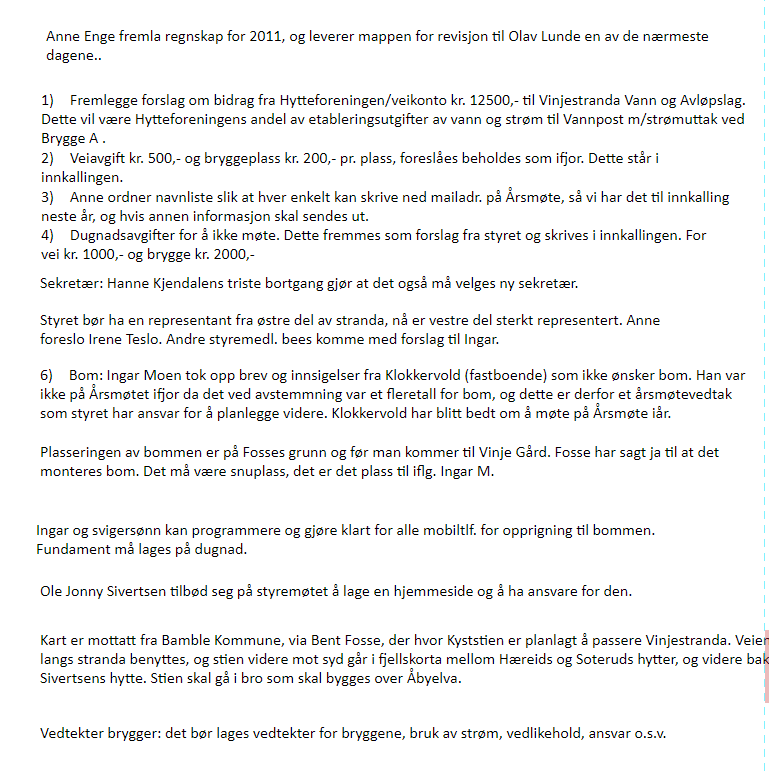 Anne Enge fremla regnskap for 2011, og leverer mappen for revisjon til Olav Lunde en av de nærmeste
dagene..
1) Fremlegge forslag om bidrag fra Hytteforeningen/veikonto kr. 12500,- til Vinjestranda Vann og Avløpslag.
Dette vil være Hytteforeningens andel av etableringsutgifter av vann og strøm til Vannpost m/strømuttak ved
Brygge A .
2) Veiavgift kr. 500,- og bryggeplass kr. 200,- pr. plass, foreslåes beholdes som ifjor. Dette står i
innkallingen.
3) Anne ordner navnliste slik at hver enkelt kan skrive ned mailadr. på Årsmøte, så vi har det til innkalling
neste år, og hvis annen informasjon skal sendes ut.
4) Dugnadsavgifter for å ikke møte. Dette fremmes som forslag fra styret og skrives i innkallingen. For
vei kr. 1000,- og brygge kr. 2000,-
Sekretær: Hanne Kjendalens triste bortgang gjør at det også må velges ny sekretær.
Styret bør ha en representant fra østre del av stranda, nå er vestre del sterkt representert. Anne
foreslo Irene Teslo. Andre styremedl. bees komme med forslag til Ingar.
6) Bom: Ingar Moen tok opp brev og innsigelser fra Klokkervold (fastboende) som ikke ønsker bom. Han var
ikke på Årsmøtet ifjor da det ved avstemmning var et fleretall for bom, og dette er derfor et årsmøtevedtak
som styret har ansvar for å planlegge videre. Klokkervold har blitt bedt om å møte på Årsmøte iår.
Plasseringen av bommen er på Fosses grunn og før man kommer til Vinje Gård. Fosse har sagt ja til at det
monteres bom. Det må være snuplass, det er det plass til iflg. Ingar M.
Ingar og svigersønn kan programmere og gjøre klart for alle mobiltlf. for opprigning til bommen.
Fundament må lages på dugnad.
Ole Jonny Sivertsen tilbød seg på styremøtet å lage en hjemmeside og å ha ansvare for den.
Kart er mottatt fra Bamble Kommune, via Bent Fosse, der hvor Kyststien er planlagt å passere Vinjestranda. Veien
langs stranda benyttes, og stien videre mot syd går i fjellskorta mellom Hæreids og Soteruds hytter, og videre bak
Sivertsens hytte. Stien skal gå i bro som skal bygges over Åbyelva.
Vedtekter brygger: det bør lages vedtekter for bryggene, bruk av strøm, vedlikehold, ansvar o.s.v.